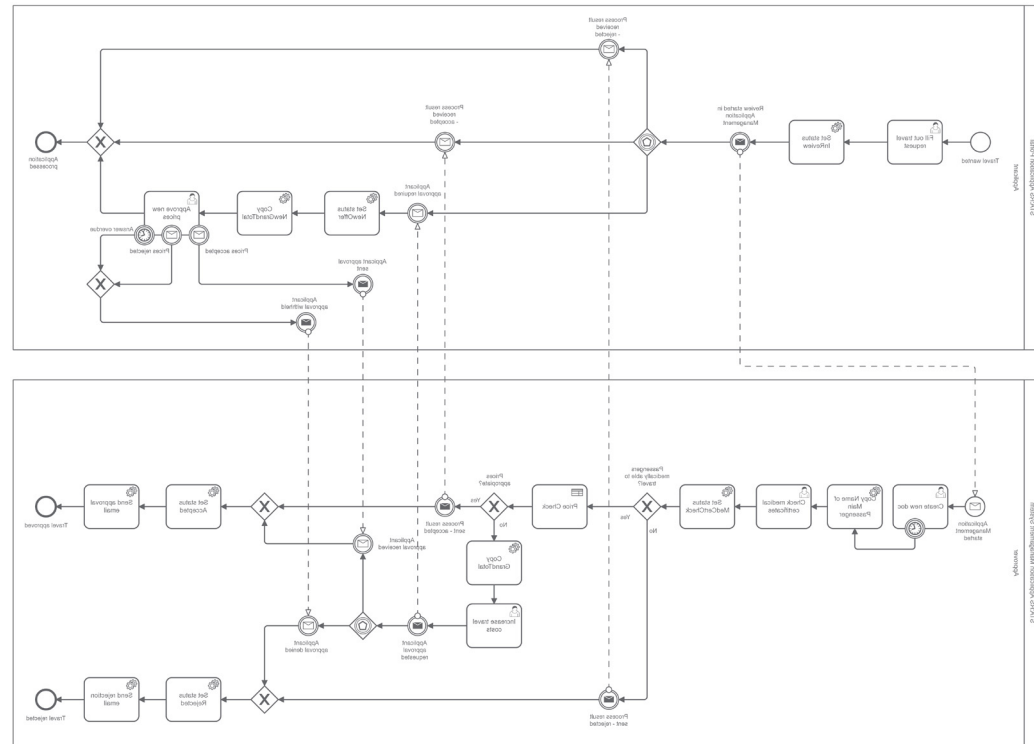 Applicant
Travel wanted
Fill out travel
request
Set status
InReview
Review started in
Application
Management
Process result
received
- rejected
Process result
received
- accepted
Applicant
approval required
Set status
NewOffer
Copy
NewGrandTotal
Approve new
prices
Prices accepted
Prices rejected
Answer overdue
Applicant approval
sent
Applicant
approval withheld
Application
processed
Approver
Application
Management
started
Create new doc
Copy Name of
Main
Passenger
Check medical
certificates
Set status
MedCertCheck
Passengers
medically able to
travel?
Yes
No
Price Check
Prices
appropriate?
Yes
No
Process result
sent - accepted
Copy
GrandTotal
Increase travel
costs
Applicant
approval
requested
Applicant
approval received
Applicant
approval denied
Set status
Accepted
Send approval
email
Travel approved
Process result
sent - rejected
Set status
Rejected
Send rejection
email
Travel rejected